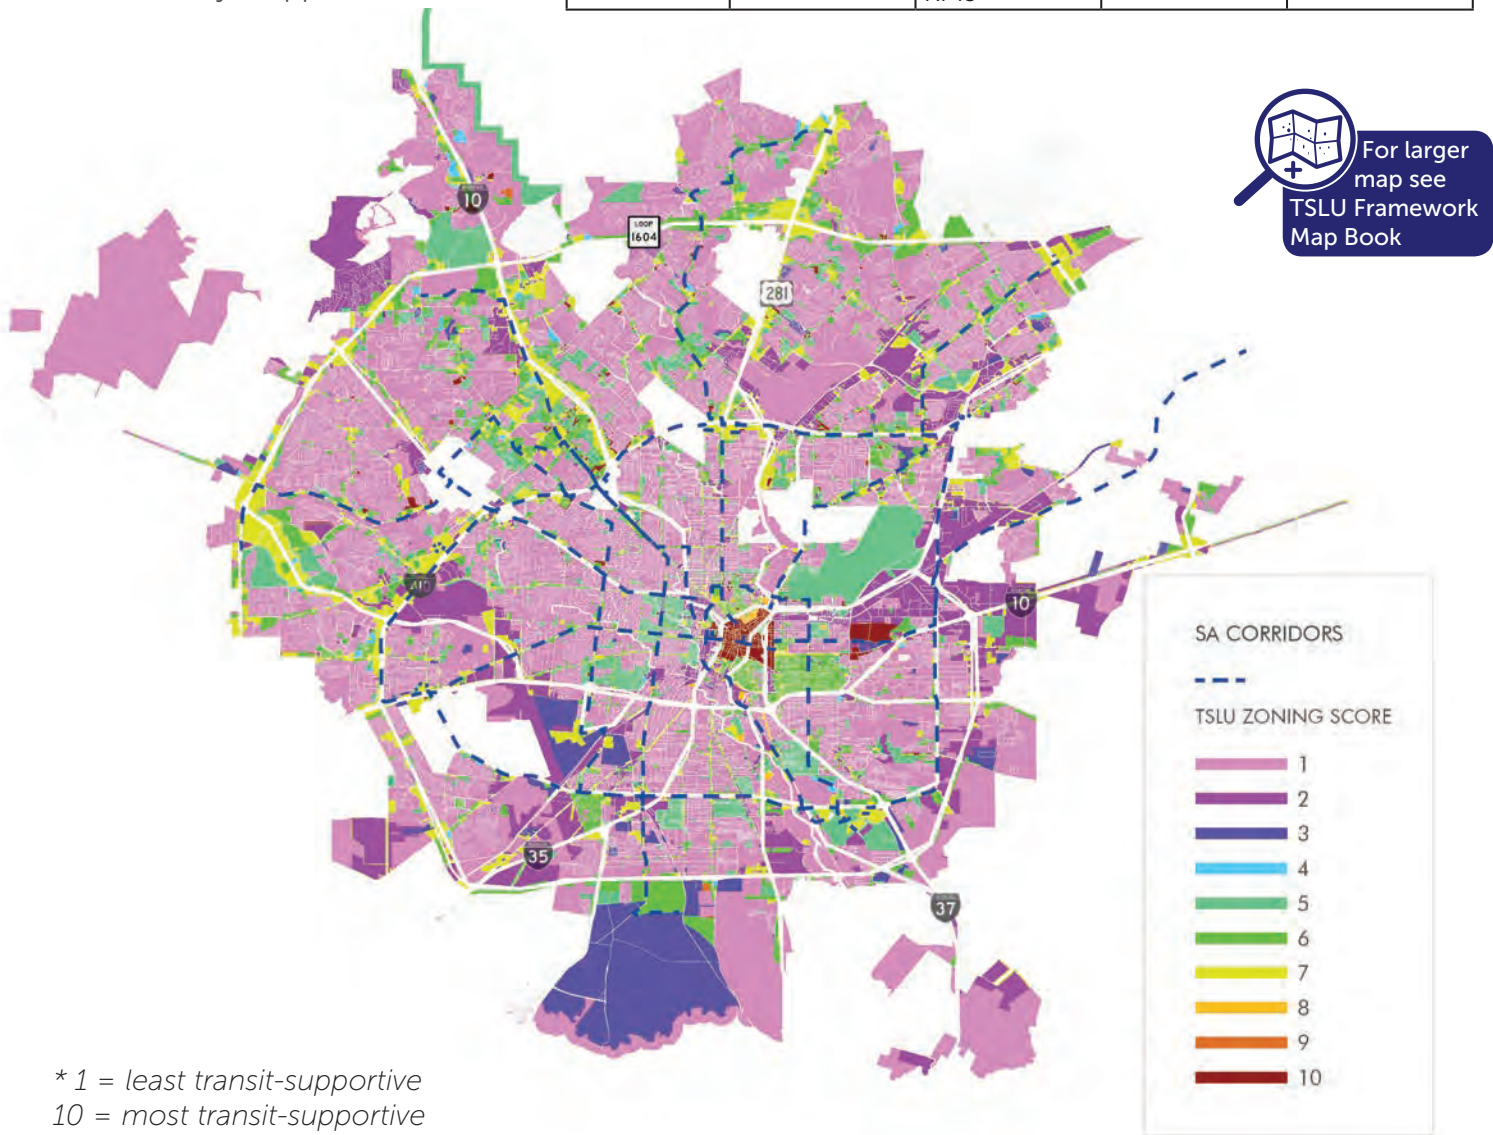 For larger
map see
TSLU Framework
Map Book
10
LOOP
1604
281
410
10
35
37
SA CORRIDORS
TSLU ZONING SCORE
1
2
3
4
5
6
7
8
9
10
* 1 = least transit-supportive
10 = most transit-supportive